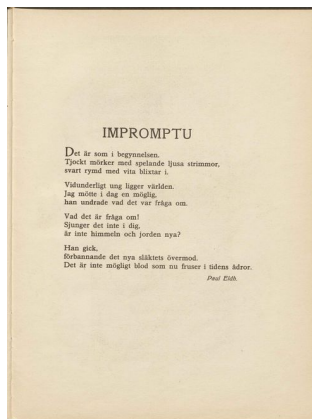 IMPROMPTU
Det är som i begynnelsen.
Tjockt mörker med spelande ljusa strimmor,
svart rymd med vita blixtar i.
Vidunderligt ung ligger världen.
Jag mötte i dag en möglig,
han undrade vad det var fråga om.
Vad det är fråga om!
Sjunger det inte i dig,
är inte himmeln och jorden nya?
Han gick,
förbannande det nya släktets övermod.
Det är inte mögligt blod som nu fruser i tidens ådror.
Paul Eldh.